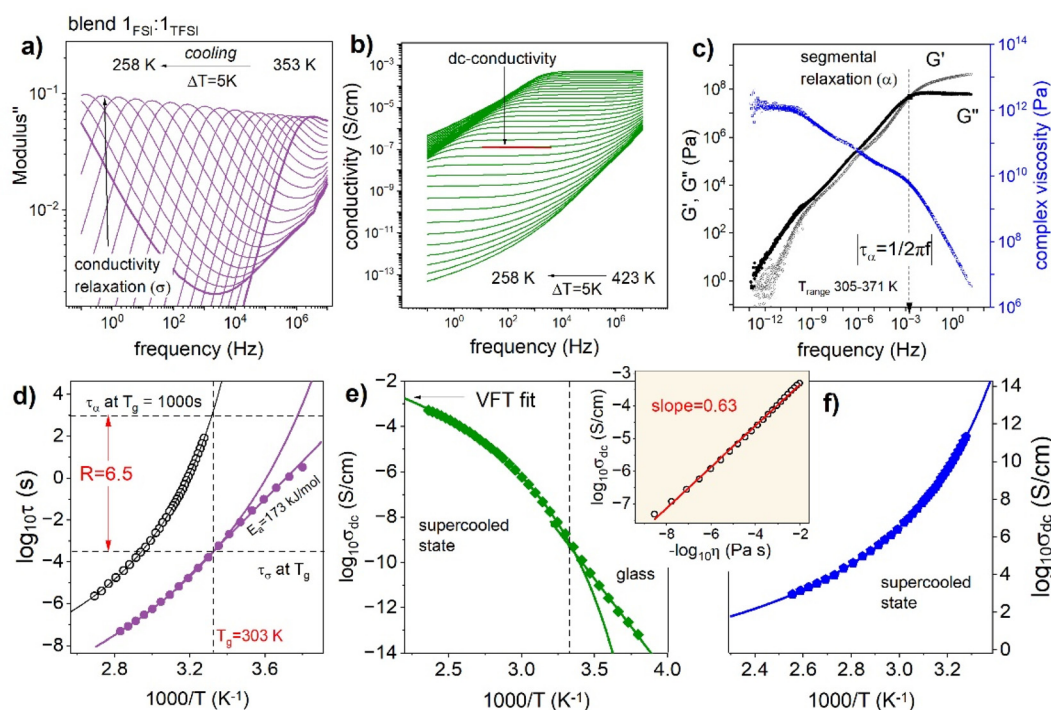 blend 1FSI:1TFSI
a)
258 K
cooling
353 K
ΔT=5K
10⁻¹
10⁻²
Modulus''
conductivity
relaxation (σ)
10⁰ 10² 10⁴ 10⁶
frequency (Hz)
b)
dc-conductivity
10⁻³
10⁻⁵
10⁻⁷
10⁻⁹
10⁻¹¹
10⁻¹³
conductivity (S/cm)
258 K
423 K
ΔT=5K
10⁰ 10² 10⁴ 10⁶
frequency (Hz)
c)
segmental
relaxation (α)
G'
G''
10⁸
10⁶
10⁴
10²
10⁰
G', G'' (Pa)
τα=1/2πf
Trange 305-371 K
10⁻¹² 10⁻⁹ 10⁻⁶ 10⁻³ 10⁰
frequency (Hz)
10¹⁴
10¹²
10¹⁰
10⁸
10⁶
complex viscosity (Pa)
d)
4
2
0
−2
−4
−6
−8
log₁₀τ (s)
τα at Tg = 1000s
R=6.5
Ea=173 kJ/mol
τσ at Tg
Tg=303 K
2.8 3.2 3.6
1000/T (K⁻¹)
e)
−2
−4
−6
−8
−10
−12
−14
log₁₀σdc (S/cm)
VFT fit
supercooled
state
glass
2.5 3.0 3.5 4.0
1000/T (K⁻¹)
−3
−4
−5
−6
−7
log₁₀σdc (S/cm)
slope=0.63
−8 −6 −4 −2
-log₁₀η (Pa s)
f)
supercooled
state
14
12
10
8
6
4
2
0
log₁₀σdc (S/cm)
2.4 2.6 2.8 3.0 3.2
1000/T (K⁻¹)